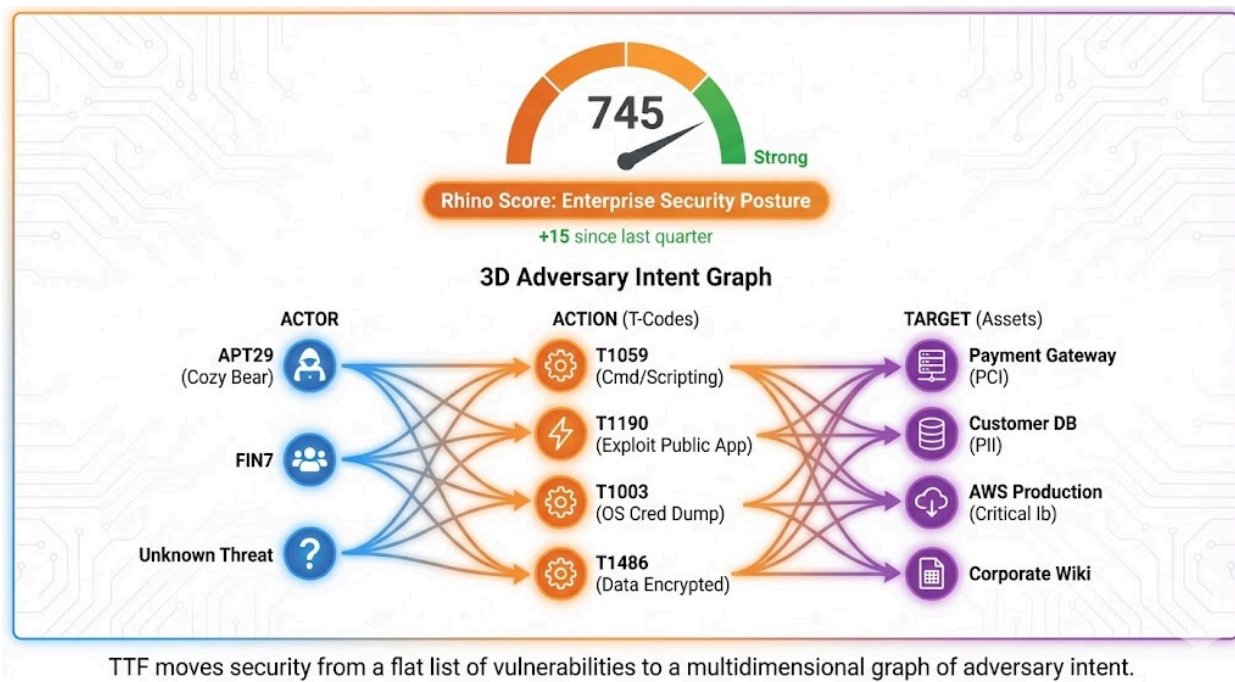 745
Strong
Rhino Score: Enterprise Security Posture
+15 since last quarter
3D Adversary Intent Graph
ACTOR
APT29
(Cozy Bear)
FIN7
Unknown Threat
?
ACTION (T-Codes)
T1059
(Cmd/Scripting)
T1190
(Exploit Public App)
T1003
(OS Cred Dump)
T1486
(Data Encrypted)
TARGET (Assets)
Payment Gateway
(PCI)
Customer DB
(PII)
AWS Production
(Critical Ib)
Corporate Wiki
TTF moves security from a flat list of vulnerabilities to a multidimensional graph of adversary intent.